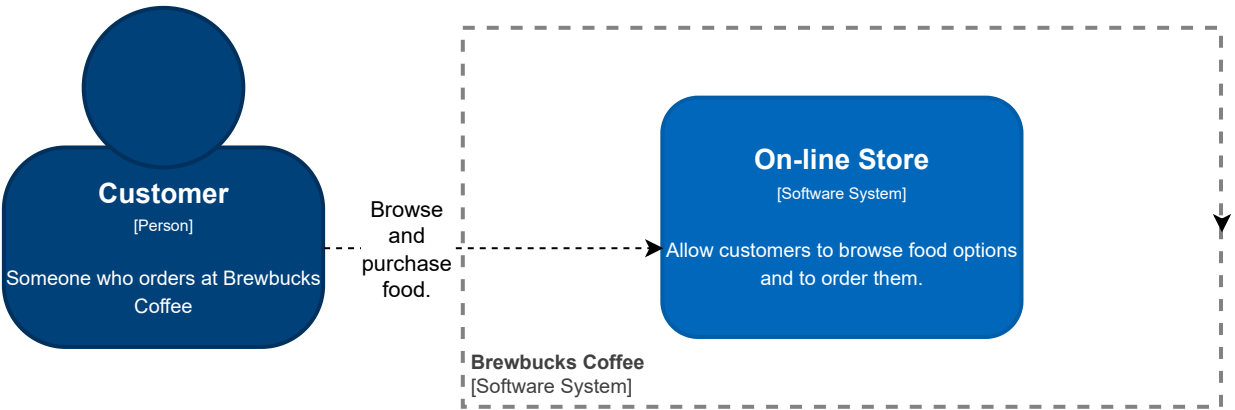 Customer
[Person]
Someone who orders at Brewbucks
Coffee
Browse
and
purchase
food.
On-line Store
[Software System]
Allow customers to browse food options
and to order them.
Brewbucks Coffee
[Software System]